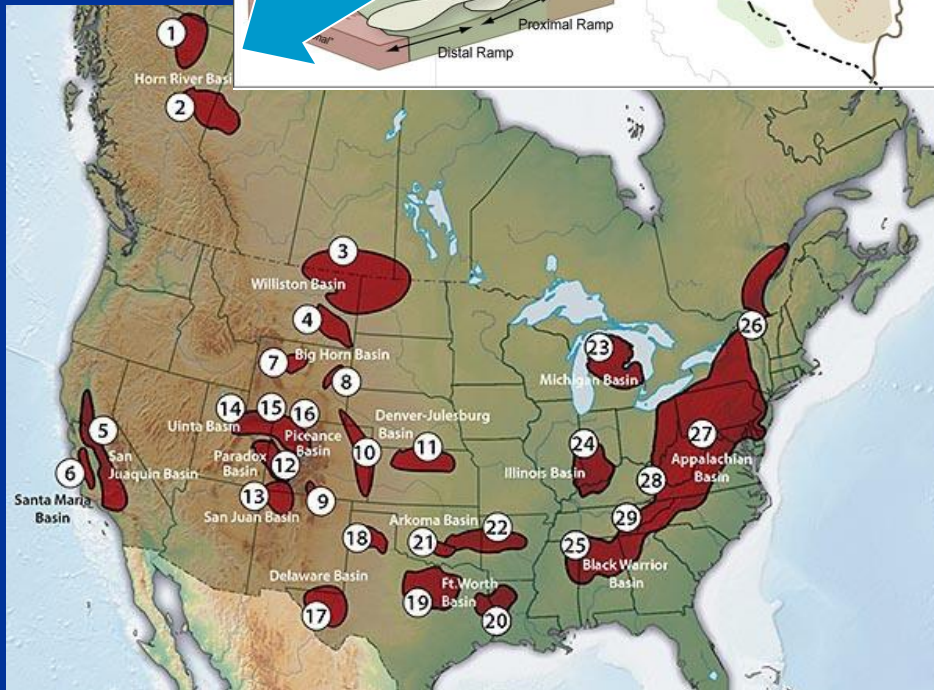 Proximal Ramp
Distal Ramp
1
Horn River Basi
2
3
Williston Basin
4
Big Horn Basin
7
8
5
San
Juaquin Basin
6
Santa Maria
Basin
14
15
16
Uinta Basin
Piceance
Basin
Paradox
Basin
12
13
San Juan Basin
9
10
Denver-Julesburg
Basin
11
23
Michigan Basin
24
Illinois Basin
26
27
Appalachian
Basin
28
29
25
Black Warrior
Basin
18
Arkoma Basin
21
22
Delaware Basin
17
19
Ft.Worth
Basin
20